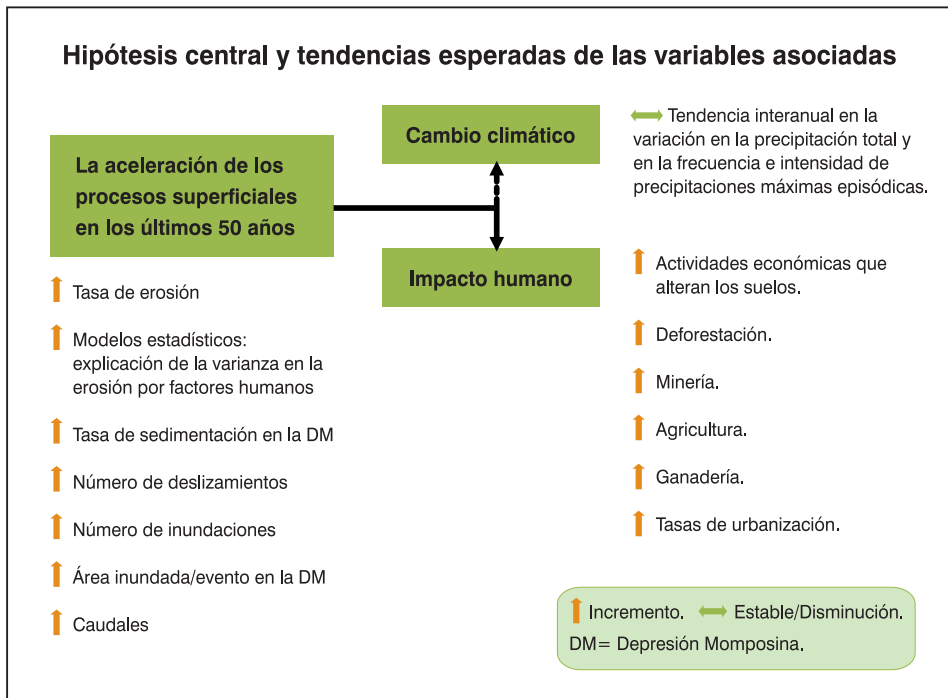 Hipótesis central y tendencias esperadas de las variables asociadas
La aceleración de los
procesos superficiales
en los últimos 50 años
Tasa de erosión
Modelos estadísticos:
explicación de la varianza en la
erosión por factores humanos
Tasa de sedimentación en la DM
Número de deslizamientos
Número de inundaciones
Área inundada/evento en la DM
Caudales
Cambio climático
Impacto humano
Tendencia interanual en la
variación en la precipitación total y
en la frecuencia e intensidad de
precipitaciones máximas episódicas.
Actividades económicas que
alteran los suelos.
Deforestación.
Minería.
Agricultura.
Ganadería.
Tasas de urbanización.
Incremento. Estable/Disminución.
DM= Depresión Momposina.